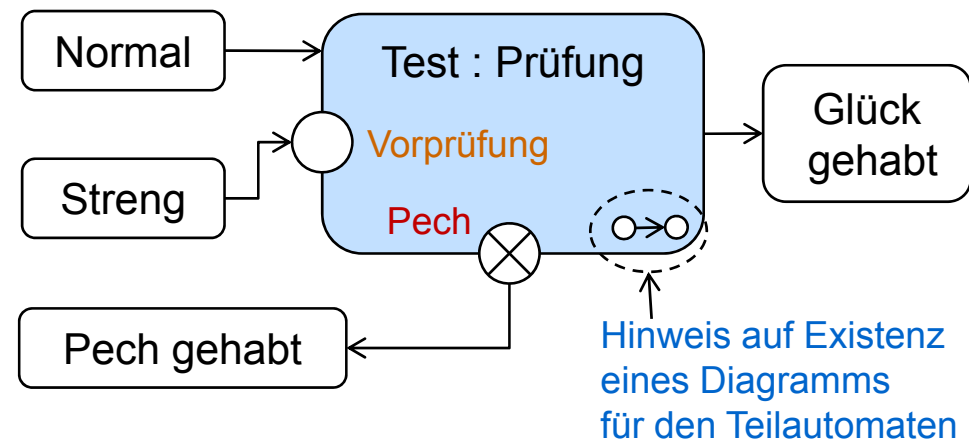 Normal
Test : Prüfung
Glück
gehabt
Vorprüfung
Streng
Pech
Pech gehabt
Hinweis auf Existenz
eines Diagramms
für den Teilautomaten